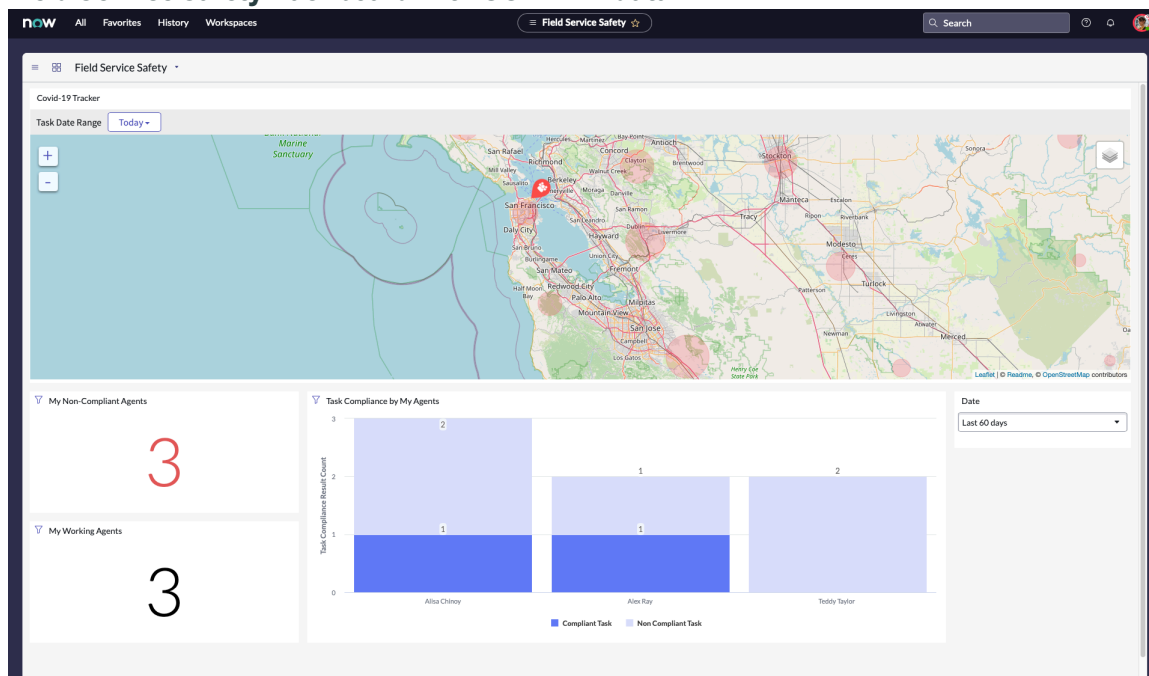 now All Favorites History Workspaces Field Service Safety Search
Field Service Safety
Covid-19 Tracker
Task Date Range Today
+
-
Marine
Sanctuary
San Rafael
Hercules
Martinez
Bay Point
Antioch
Concord
Richmond
Clayton
Brentwood
Stockton
Sonora
Mill Valley
Walnut Creek
Sausalito
Berkeley
Moraga
Danville
Manteca
Escalon
San Francisco
San Ramon
Ripon
Riverbank
San Leandro
Tracy
Daly City
Dublin
Livermore
Hayward
Modesto
San Bruno
Ceres
Burlingame
Union City
San Mateo
Fremont
Turlock
Half Moon
Bay
Redwood City
Patterson
Palo Alto
Milpitas
Mountain View
Livingston
San Jose
Newman
Atwater
Merced
Campbell
Los Gatos
Henry Coe
State Park
Leaflet | © Readme, © OpenStreetMap contributors
My Non-Compliant Agents
3
My Working Agents
3
Task Compliance by My Agents
Task Compliance Result Count
3
2
1
0
2
1
1
1
2
Alisa Chinoy
Alex Ray
Teddy Taylor
Compliant Task Non Compliant Task
Date
Last 60 days